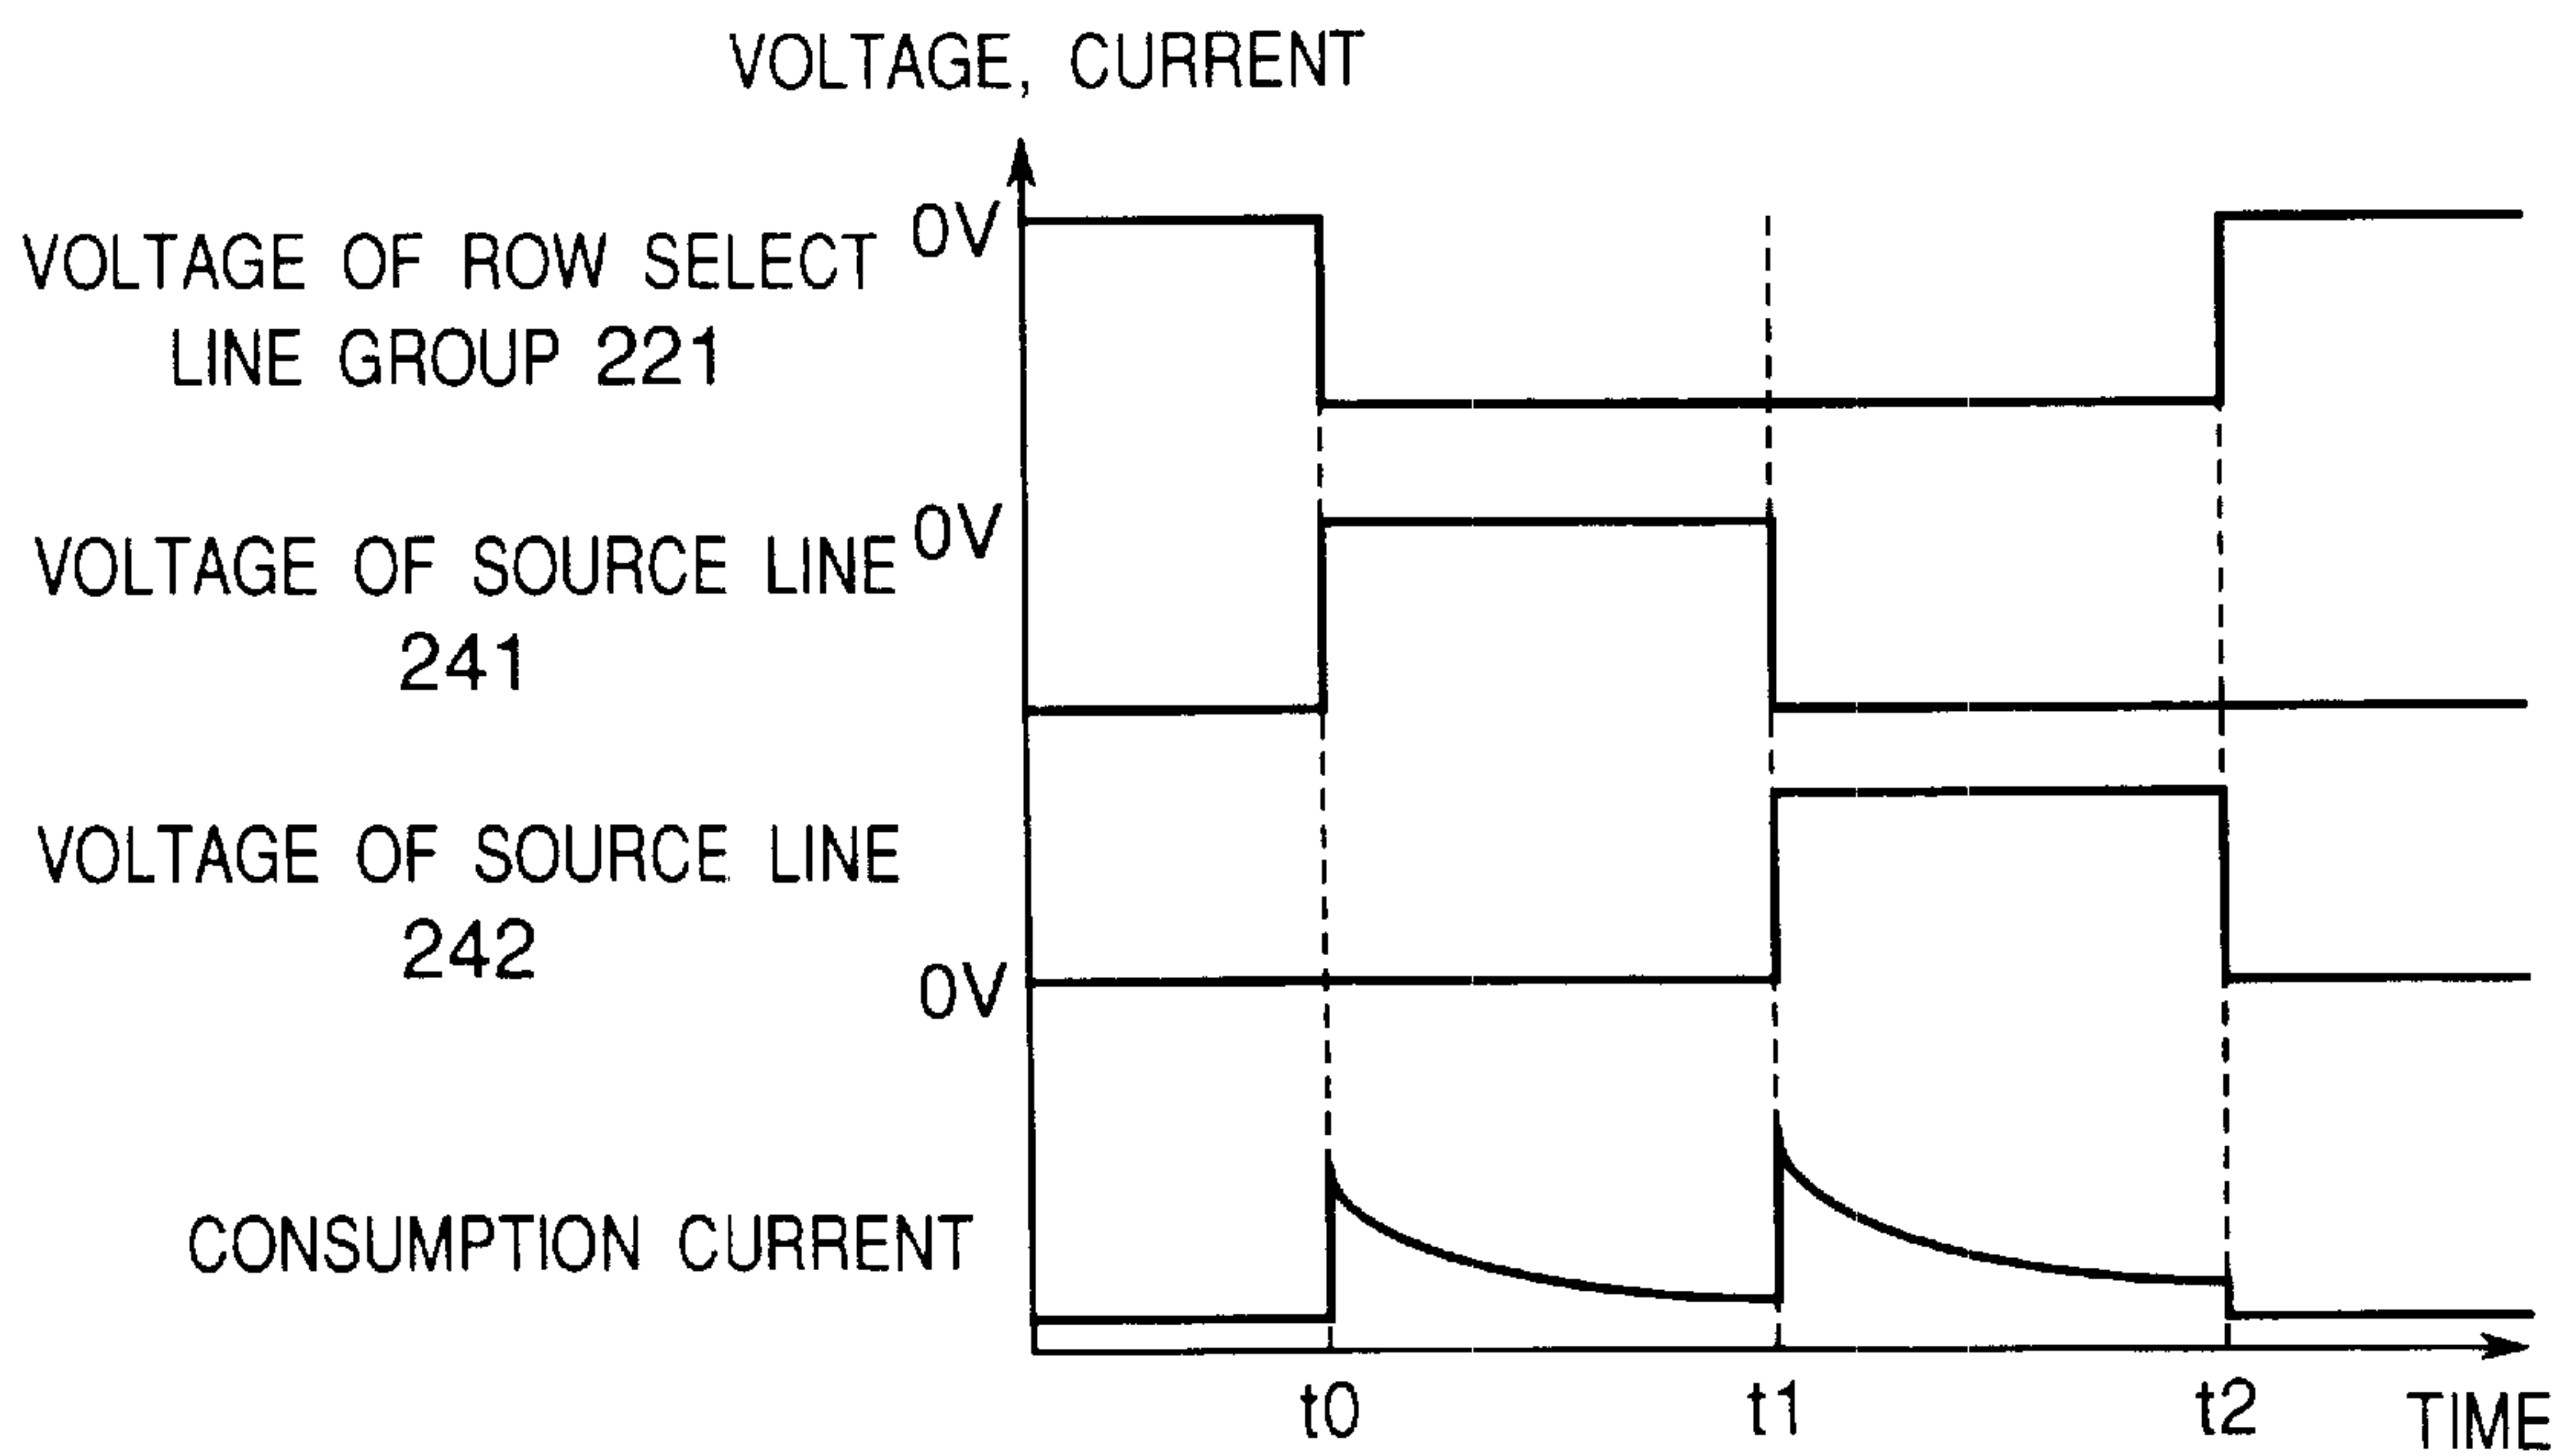 VOLTAGE, CURRENT
0V
VOLTAGE OF ROW SELECT
LINE GROUP 221
0V
VOLTAGE OF SOURCE LINE
241
VOLTAGE OF SOURCE LINE
242
0V
CONSUMPTION CURRENT
t0
t1
t2
TIME